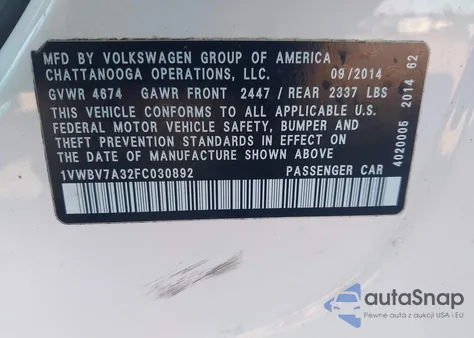 MFD BY VOLKSWAGEN GROUP OF AMERICA
CHATTANOOGA OPERATIONS, LLC. 09/2014
GVWR 4674 GAWR FRONT 2447 / REAR 2337 LBS
THIS VEHICLE CONFORMS TO ALL APPLICABLE U.S.
FEDERAL MOTOR VEHICLE SAFETY, BUMPER AND
THEFT PREVENTION STANDARDS IN EFFECT ON THE
DATE OF MANUFACTURE SHOWN ABOVE.
1VWBV7A32FC030892 PASSENGER CAR
4020006 2014 62
autoSnap
Pewne auta z aukcji USA i EU